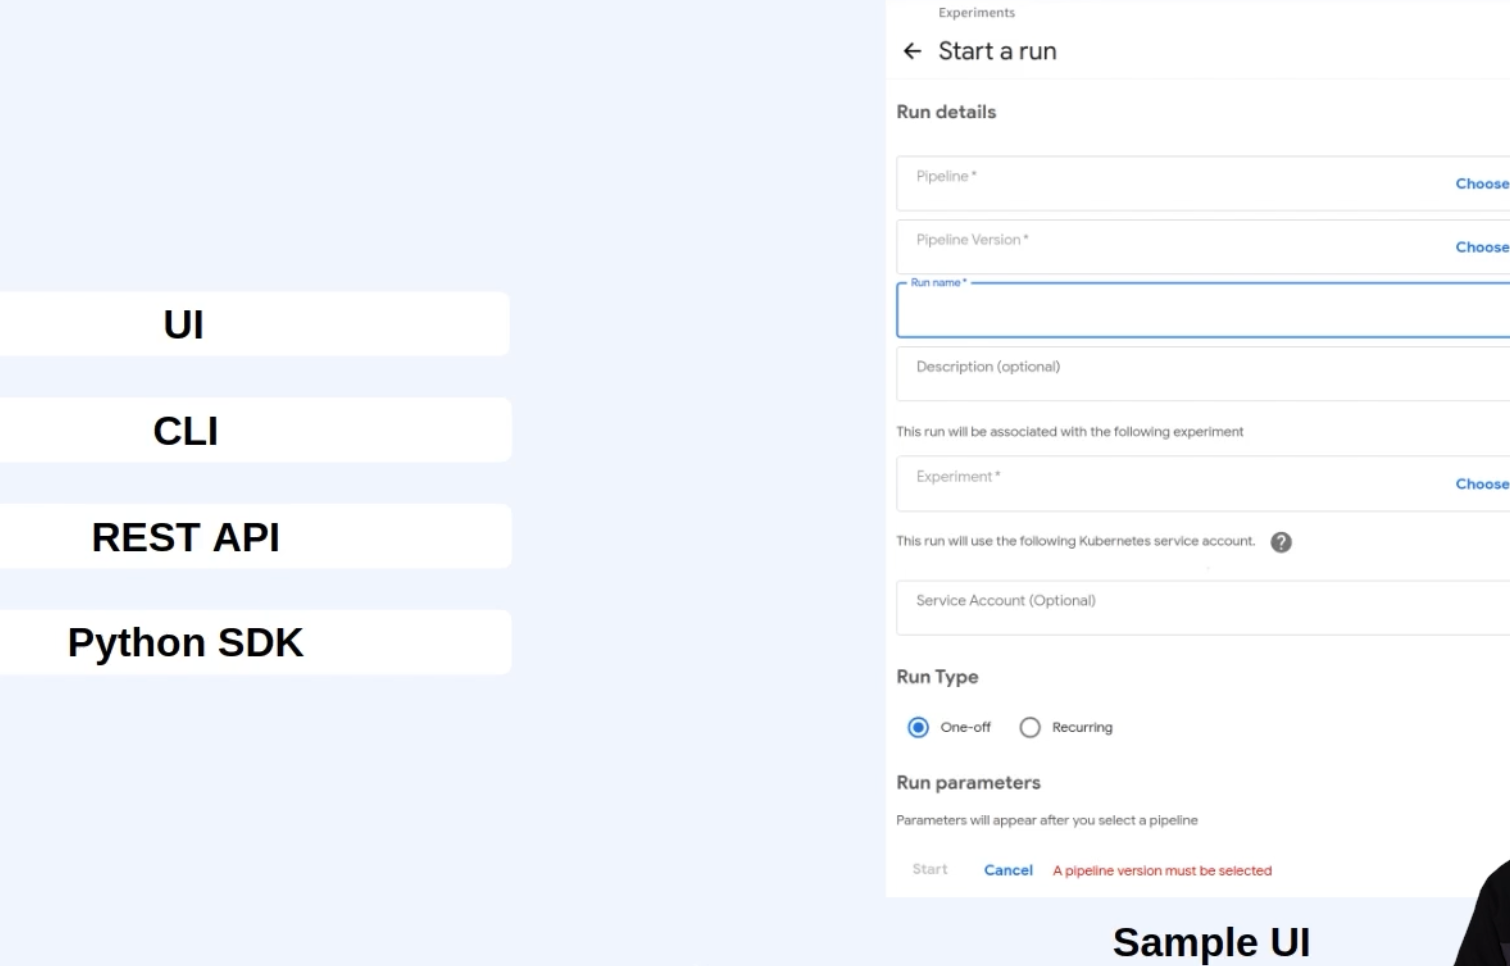 UI
CLI
REST API
Python SDK
Experiments
Start a run
Run details
Pipeline *
Choose
Pipeline Version *
Choose
Run name *
Description (optional)
This run will be associated with the following experiment
Experiment *
Choose
This run will use the following Kubernetes service account.
?
Service Account (Optional)
Run Type
One-off
Recurring
Run parameters
Parameters will appear after you select a pipeline
Start
Cancel
A pipeline version must be selected
Sample UI